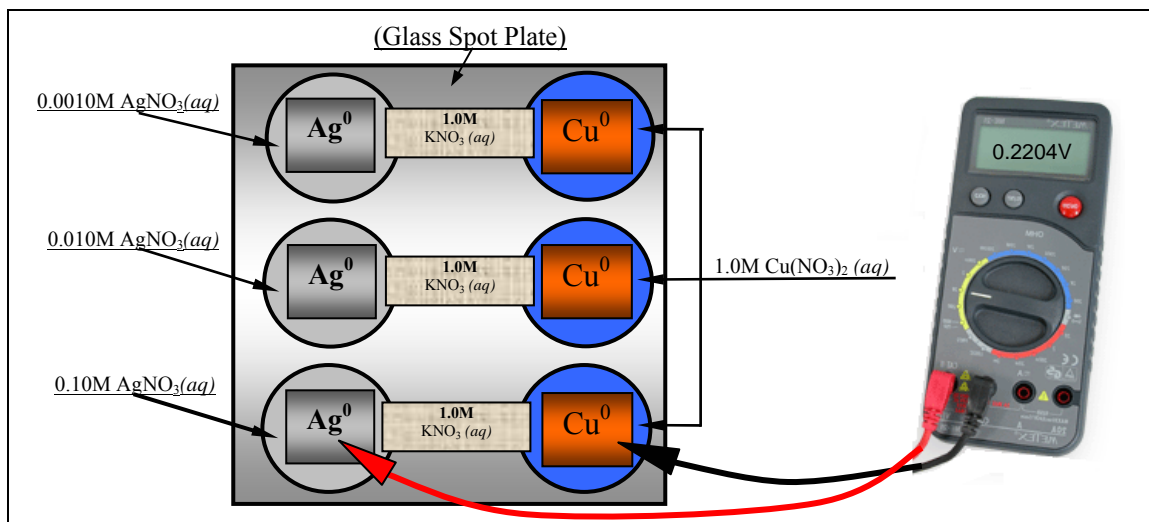 (Glass Spot Plate)
0.0010M AgNO₃(aq)
Ag⁰
1.0M
KNO₃ (aq)
Cu⁰
0.2204V
0.010M AgNO₃(aq)
Ag⁰
1.0M
KNO₃ (aq)
Cu⁰
1.0M Cu(NO₃)₂ (aq)
0.10M AgNO₃(aq)
Ag⁰
1.0M
KNO₃ (aq)
Cu⁰